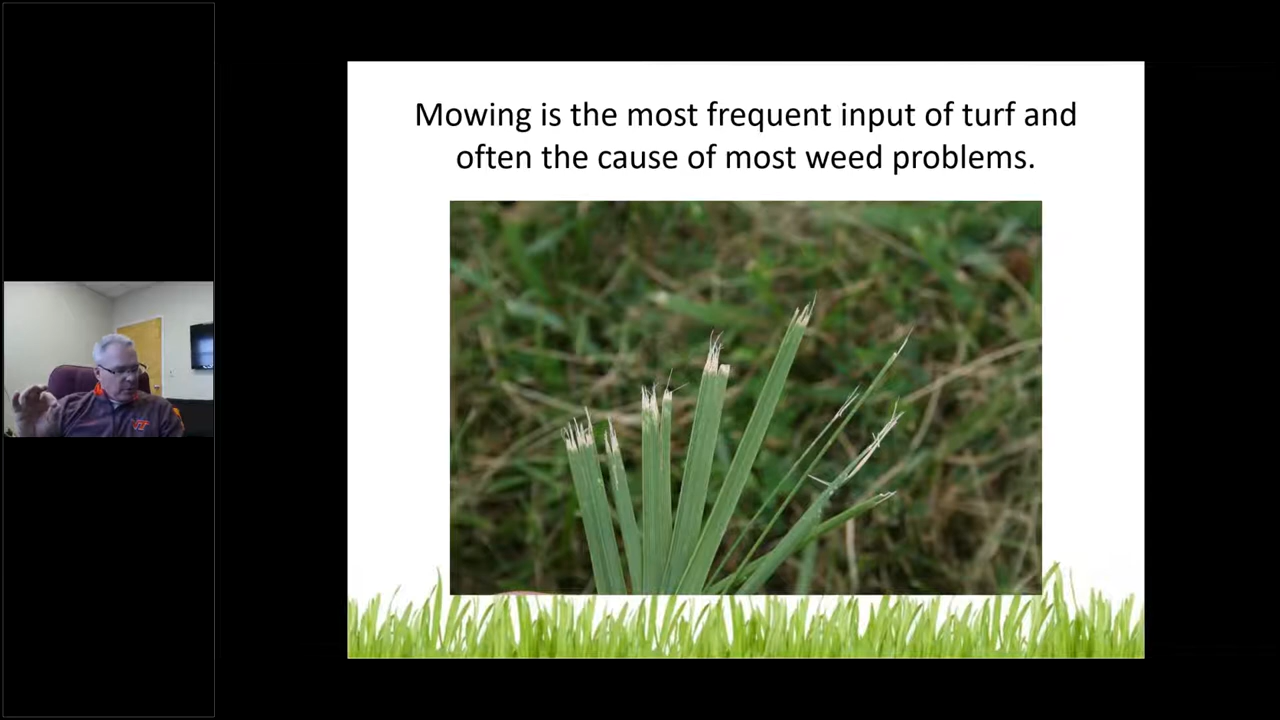 Mowing is the most frequent input of turf and
often the cause of most weed problems.